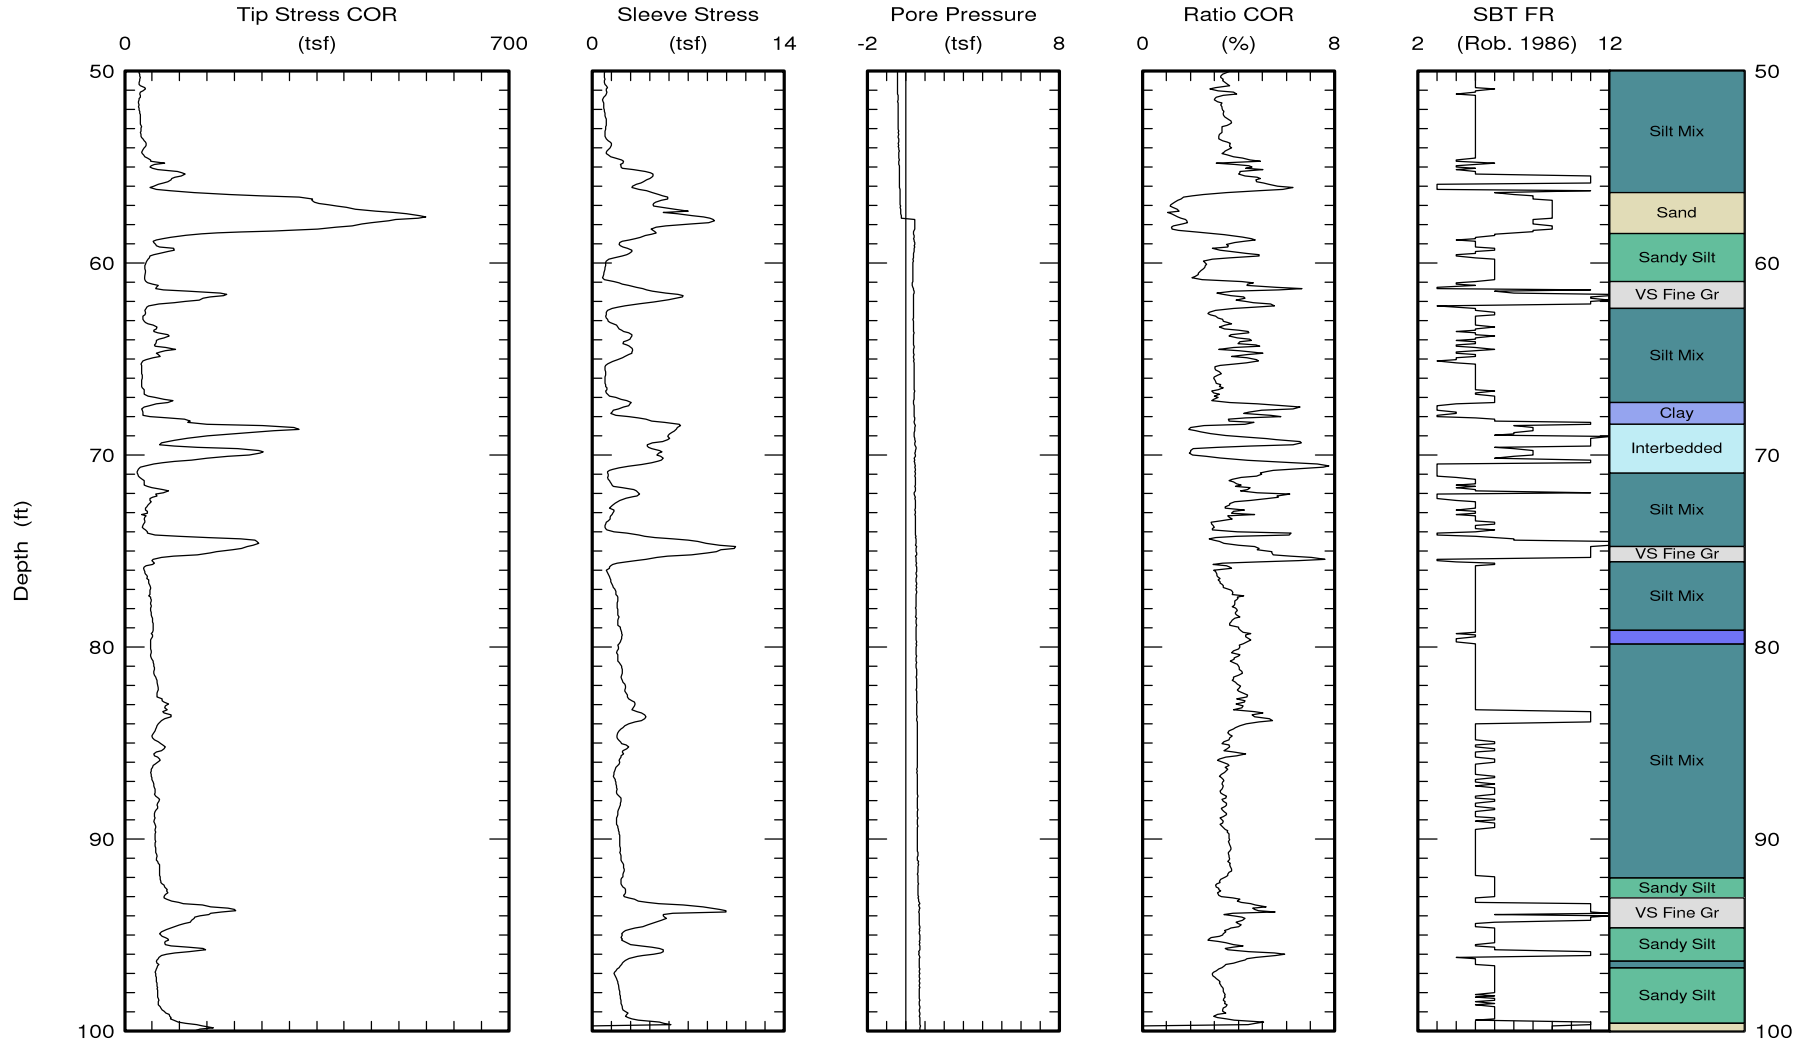 Tip Stress COR Sleeve Stress Pore Pressure Ratio COR SBT FR
0 (tsf) 700 0 (tsf) 14 -2 (tsf) 8 0 (%) 8 2 (Rob. 1986) 12
50 50
Silt Mix
Sand
Sandy Silt
60 60
VS Fine Gr
Silt Mix
Clay
Interbedded
70 70
Silt Mix
VS Fine Gr
Depth (ft)
Silt Mix
80 80
Silt Mix
90 90
Sandy Silt
VS Fine Gr
Sandy Silt
Sandy Silt
100 100